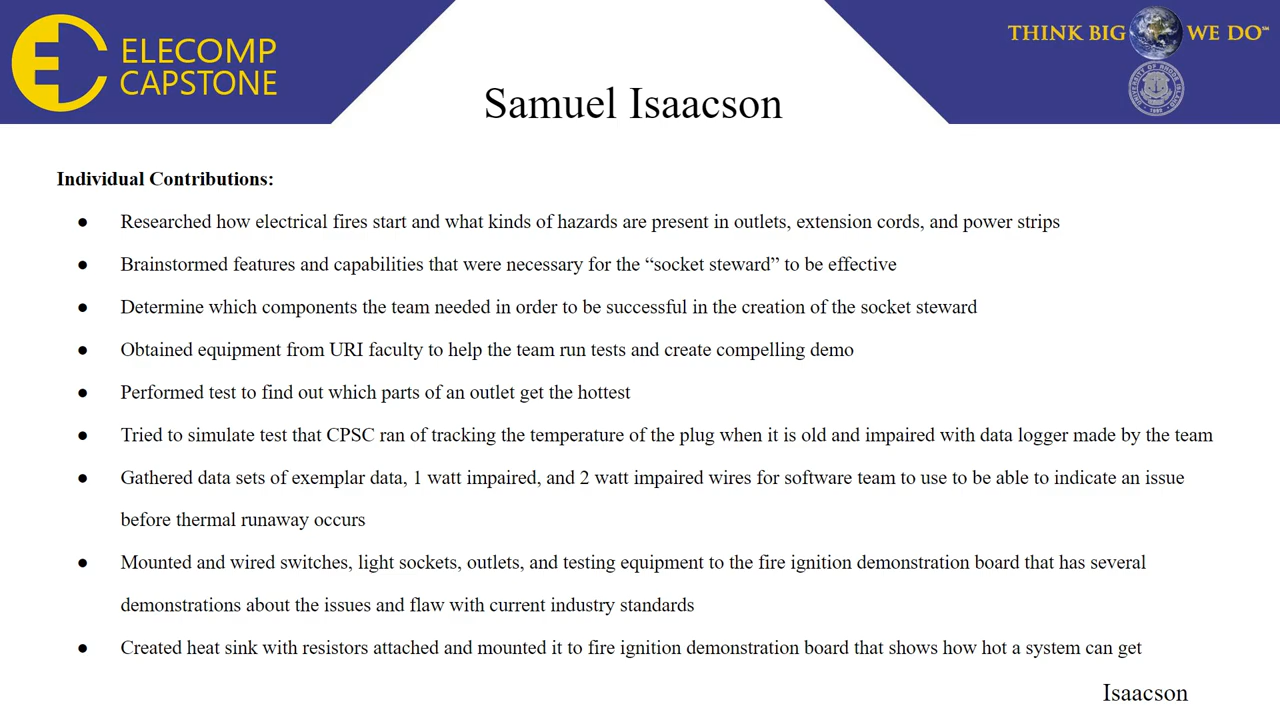 ELECOMP
CAPSTONE
THINK BIG WE DO℠
UNIVERSITY OF RHODE ISLAND
1892
Samuel Isaacson
Individual Contributions:
● Researched how electrical fires start and what kinds of hazards are present in outlets, extension cords, and power strips
● Brainstormed features and capabilities that were necessary for the “socket steward” to be effective
● Determine which components the team needed in order to be successful in the creation of the socket steward
● Obtained equipment from URI faculty to help the team run tests and create compelling demo
● Performed test to find out which parts of an outlet get the hottest
● Tried to simulate test that CPSC ran of tracking the temperature of the plug when it is old and impaired with data logger made by the team
● Gathered data sets of exemplar data, 1 watt impaired, and 2 watt impaired wires for software team to use to be able to indicate an issue
before thermal runaway occurs
● Mounted and wired switches, light sockets, outlets, and testing equipment to the fire ignition demonstration board that has several
demonstrations about the issues and flaw with current industry standards
● Created heat sink with resistors attached and mounted it to fire ignition demonstration board that shows how hot a system can get
Isaacson